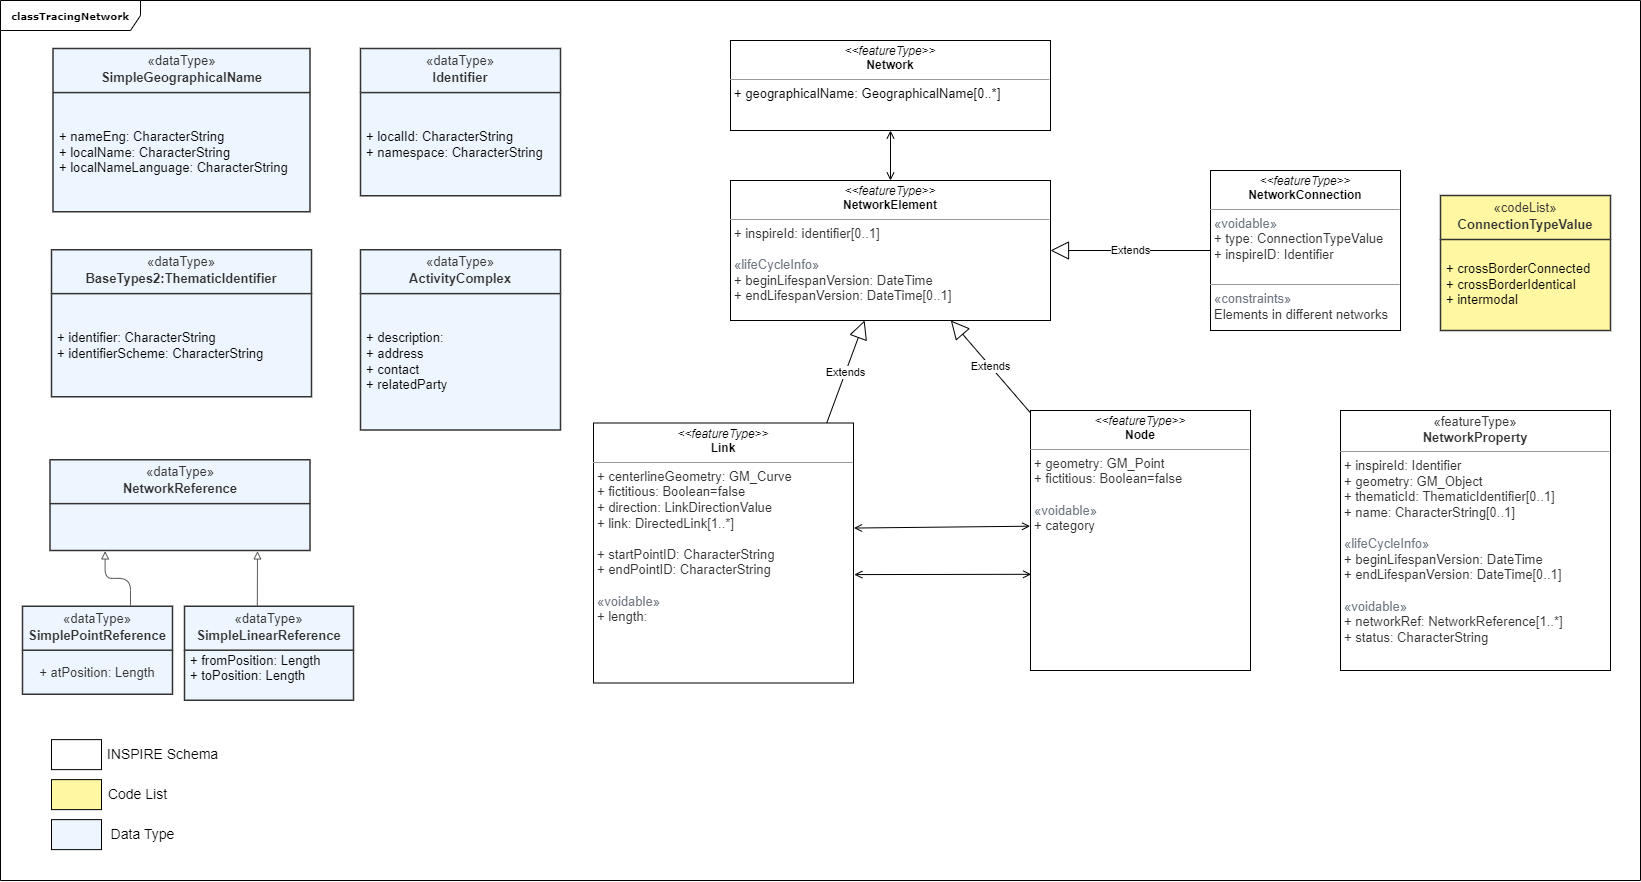 classTracingNetwork
«dataType»
SimpleGeographicalName
+ nameEng: CharacterString
+ localName: CharacterString
+ localNameLanguage: CharacterString
«dataType»
Identifier
+ localId: CharacterString
+ namespace: CharacterString
<<featureType>>
Network
+ geographicalName: GeographicalName[0..*]
<<featureType>>
NetworkElement
+ inspireId: identifier[0..1]
«lifeCycleInfo»
+ beginLifespanVersion: DateTime
+ endLifespanVersion: DateTime[0..1]
Extends
<<featureType>>
NetworkConnection
«voidable»
+ type: ConnectionTypeValue
+ inspireID: Identifier
«constraints»
Elements in different networks
«codeList»
ConnectionTypeValue
+ crossBorderConnected
+ crossBorderIdentical
+ intermodal
«dataType»
BaseTypes2:ThematicIdentifier
+ identifier: CharacterString
+ identifierScheme: CharacterString
«dataType»
ActivityComplex
+ description:
+ address
+ contact
+ relatedParty
Extends
Extends
<<featureType>>
Link
+ centerlineGeometry: GM_Curve
+ fictitious: Boolean=false
+ direction: LinkDirectionValue
+ link: DirectedLink[1..*]
+ startPointID: CharacterString
+ endPointID: CharacterString
«voidable»
+ length:
<<featureType>>
Node
+ geometry: GM_Point
+ fictitious: Boolean=false
«voidable»
+ category
«featureType»
NetworkProperty
+ inspireId: Identifier
+ geometry: GM_Object
+ thematicId: ThematicIdentifier[0..1]
+ name: CharacterString[0..1]
«lifeCycleInfo»
+ beginLifespanVersion: DateTime
+ endLifespanVersion: DateTime[0..1]
«voidable»
+ networkRef: NetworkReference[1..*]
+ status: CharacterString
«dataType»
NetworkReference
«dataType»
SimplePointReference
+ atPosition: Length
«dataType»
SimpleLinearReference
+ fromPosition: Length
+ toPosition: Length
INSPIRE Schema
Code List
Data Type